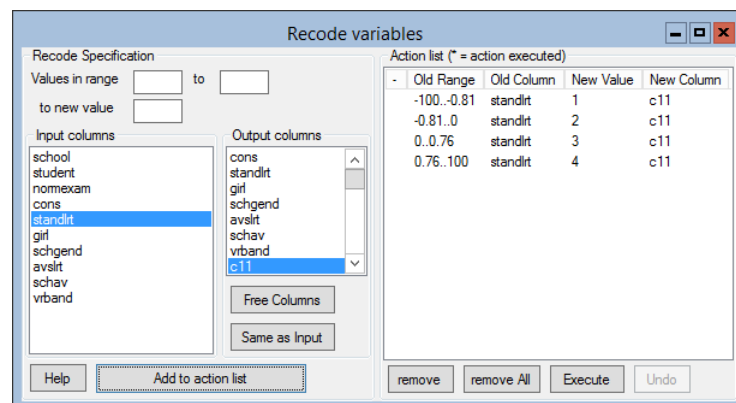 Recode variables
Recode Specification
Values in range to
to new value
Input columns
school
student
normexam
cons
standlrt
girl
schgend
avslrt
schav
vrband
Output columns
cons
standlrt
girl
schgend
avslrt
schav
vrband
c11
Free Columns
Same as Input
Help Add to action list
Action list (* = action executed)
- Old Range Old Column New Value New Column
-100..-0.81 standlrt 1 c11
-0.81..0 standlrt 2 c11
0..0.76 standlrt 3 c11
0.76..100 standlrt 4 c11
remove remove All Execute Undo